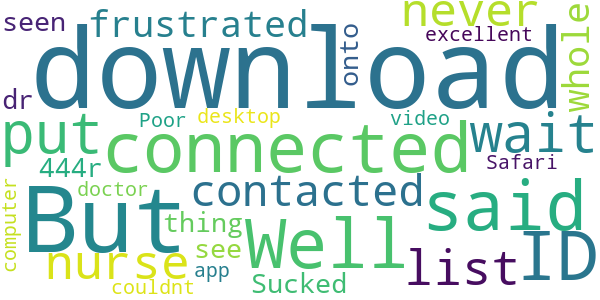 seen frustrated onto never whole
excellent
download
dr
put Poor desktop video wait
connected Safari
444r
computer doctor contacted said
But
thing Well list ID
nurse see
app
couldnt Sucked